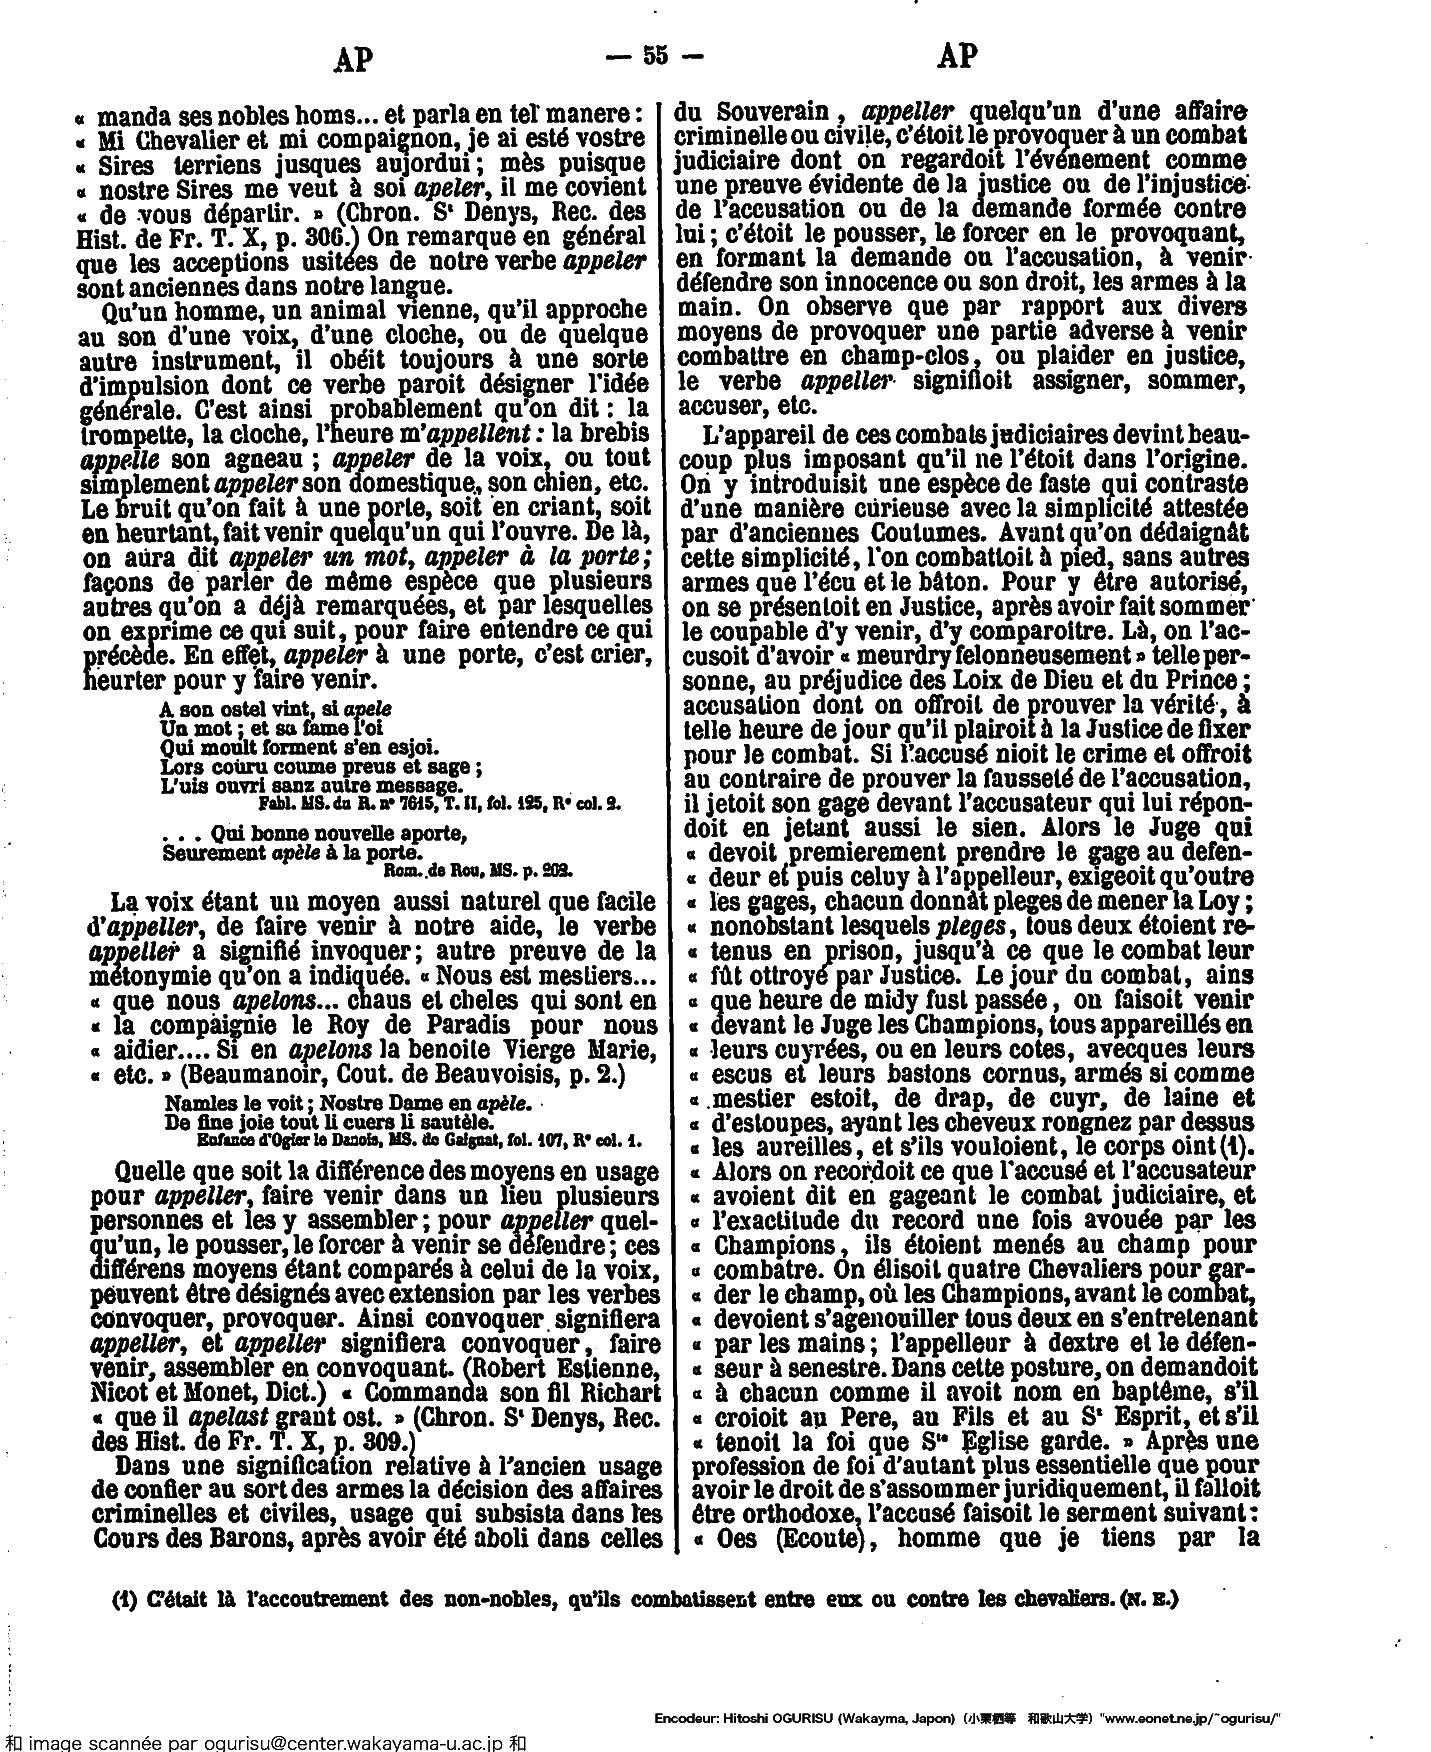 AP
— 55 —
AP
« manda ses nobles homs... et parla en tel manere :
« Mi Chevalier et mi compaignon, je ai esté vostre
« Sires terriens jusques aujordui ; mès puisque
« nostre Sires me veut à soi apeler, il me covient
« de vous départir. » (Chron. St Denys, Rec. des
Hist. de Fr. T. X, p. 306.) On remarque en général
que les acceptions usitées de notre verbe appeler
sont anciennes dans notre langue.
Qu'un homme, un animal vienne, qu'il approche
au son d'une voix, d'une cloche, ou de quelque
autre instrument, il obéit toujours à une sorte
d'impulsion dont ce verbe paroit désigner l'idée
générale. C'est ainsi probablement qu'on dit : la
trompette, la cloche, l'heure m'appellent : la brebis
appelle son agneau ; appeler de la voix, ou tout
simplement appeler son domestique, son chien, etc.
Le bruit qu'on fait à une porte, soit en criant, soit
en heurtant, fait venir quelqu'un qui l'ouvre. De là,
on aura dit appeler un mot, appeler à la porte ;
façons de parler de même espèce que plusieurs
autres qu'on a déjà remarquées, et par lesquelles
on exprime ce qui suit, pour faire entendre ce qui
précède. En effet, appeler à une porte, c'est crier,
heurter pour y faire venir.
A son ostel vint, si apele
Un mot ; et sa fame l'oi
Qui moult forment s'en esjoi.
Lors couru coume preus et sage ;
L'uis ouvri sanz autre message.
Fabl. MS. du R. n° 7615, T. II, fol. 125, R° col. 2.
. . . Qui bonne nouvelle aporte,
Seurement apèle à la porte.
Rom. de Rou, MS. p. 202.
La voix étant un moyen aussi naturel que facile
d'appeller, de faire venir à notre aide, le verbe
appeller a signifié invoquer ; autre preuve de la
métonymie qu'on a indiquée. « Nous est mestiers...
« que nous apelons... chaus et cheles qui sont en
« la compaignie le Roy de Paradis pour nous
« aidier.... Si en apelons la benoite Vierge Marie,
« etc. » (Beaumanoir, Cout. de Beauvoisis, p. 2.)
Namles le voit ; Nostre Dame en apèle.
De fine joie tout li cuers li sautèle.
Enfance d'Ogier le Danois, MS. de Gaignat, fol. 107, R° col. 1.
Quelle que soit la différence des moyens en usage
pour appeller, faire venir dans un lieu plusieurs
personnes et les y assembler ; pour appeller quel-
qu'un, le pousser, le forcer à venir se défendre ; ces
différens moyens étant comparés à celui de la voix,
peuvent être désignés avec extension par les verbes
convoquer, provoquer. Ainsi convoquer signifiera
appeller, et appeller signifiera convoquer, faire
venir, assembler en convoquant. (Robert Estienne,
Nicot et Monet, Dict.) « Commanda son fil Richart
« que il apelast grant ost. » (Chron. St Denys, Rec.
des Hist. de Fr. T. X, p. 309.)
Dans une signification relative à l'ancien usage
de confier au sort des armes la décision des affaires
criminelles et civiles, usage qui subsista dans les
Cours des Barons, après avoir été aboli dans celles
du Souverain, appeller quelqu'un d'une affaire
criminelle ou civile, c'étoit le provoquer à un combat
judiciaire dont on regardoit l'événement comme
une preuve évidente de la justice ou de l'injustice
de l'accusation ou de la demande formée contre
lui ; c'étoit le pousser, le forcer en le provoquant,
en formant la demande ou l'accusation, à venir
défendre son innocence ou son droit, les armes à la
main. On observe que par rapport aux divers
moyens de provoquer une partie adverse à venir
combattre en champ-clos, ou plaider en justice,
le verbe appeller signifioit assigner, sommer,
accuser, etc.
L'appareil de ces combats judiciaires devint beau-
coup plus imposant qu'il ne l'étoit dans l'origine.
On y introduisit une espèce de faste qui contraste
d'une manière curieuse avec la simplicité attestée
par d'anciennes Coutumes. Avant qu'on dédaignât
cette simplicité, l'on combattoit à pied, sans autres
armes que l'écu et le bâton. Pour y être autorisé,
on se présentoit en Justice, après avoir fait sommer
le coupable d'y venir, d'y comparoitre. Là, on l'ac-
cusoit d'avoir « meurdry felonneusement » telle per-
sonne, au préjudice des Loix de Dieu et du Prince ;
accusation dont on offroit de prouver la vérité, à
telle heure de jour qu'il plairoit à la Justice de fixer
pour le combat. Si l'accusé nioit le crime et offroit
au contraire de prouver la fausseté de l'accusation,
il jetoit son gage devant l'accusateur qui lui répon-
doit en jetant aussi le sien. Alors le Juge qui
« devoit premierement prendre le gage au defen-
« deur et puis celuy à l'appelleur, exigeoit qu'outre
« les gages, chacun donnât pleges de mener la Loy ;
« nonobstant lesquels pleges, tous deux étoient re-
« tenus en prison, jusqu'à ce que le combat leur
« fût ottroyé par Justice. Le jour du combat, ains
« que heure de midy fust passée, on faisoit venir
« devant le Juge les Champions, tous appareillés en
« leurs cuyrées, ou en leurs cotes, avecques leurs
« escus et leurs bastons cornus, armés si comme
« mestier estoit, de drap, de cuyr, de laine et
« d'estoupes, ayant les cheveux rongnez par dessus
« les aureilles, et s'ils vouloient, le corps oint (1).
« Alors on recordoit ce que l'accusé et l'accusateur
« avoient dit en gageant le combat judiciaire, et
« l'exactitude du record une fois avouée par les
« Champions, ils étoient menés au champ pour
« combatre. On élisoit quatre Chevaliers pour gar-
« der le champ, où les Champions, avant le combat,
« devoient s'agenouiller tous deux en s'entretenant
« par les mains ; l'appelleur à dextre et le défen-
« seur à senestre. Dans cette posture, on demandoit
« à chacun comme il avoit nom en baptême, s'il
« croioit au Pere, au Fils et au St Esprit, et s'il
« tenoit la foi que Ste Eglise garde. » Après une
profession de foi d'autant plus essentielle que pour
avoir le droit de s'assommer juridiquement, il falloit
être orthodoxe, l'accusé faisoit le serment suivant :
« Oes (Ecoute), homme que je tiens par la
(1) C'était là l'accoutrement des non-nobles, qu'ils combatissent entre eux ou contre les chevaliers. (N. E.)
Encodeur: Hitoshi OGURISU (Wakayma, Japon) (小栗栖等 和歌山大学) "www.eonet.ne.jp/~ogurisu/"
和 image scannée par ogurisu@center.wakayama-u.ac.jp 和